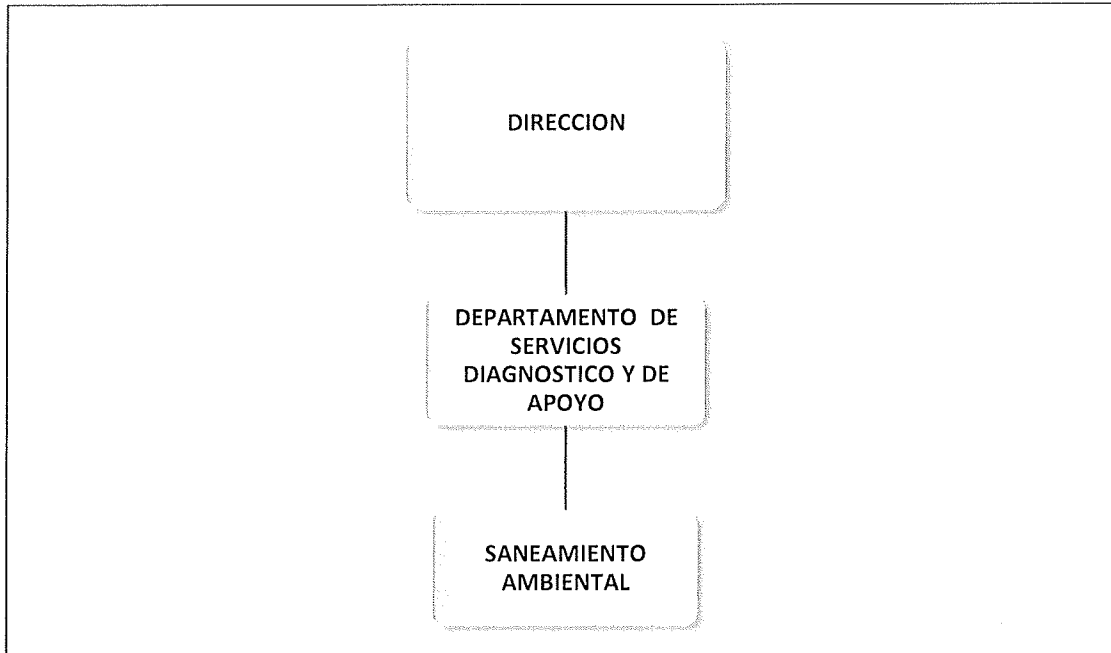 DIRECCION
DEPARTAMENTO DE
SERVICIOS
DIAGNOSTICO Y DE
APOYO
SANEAMIENTO
AMBIENTAL